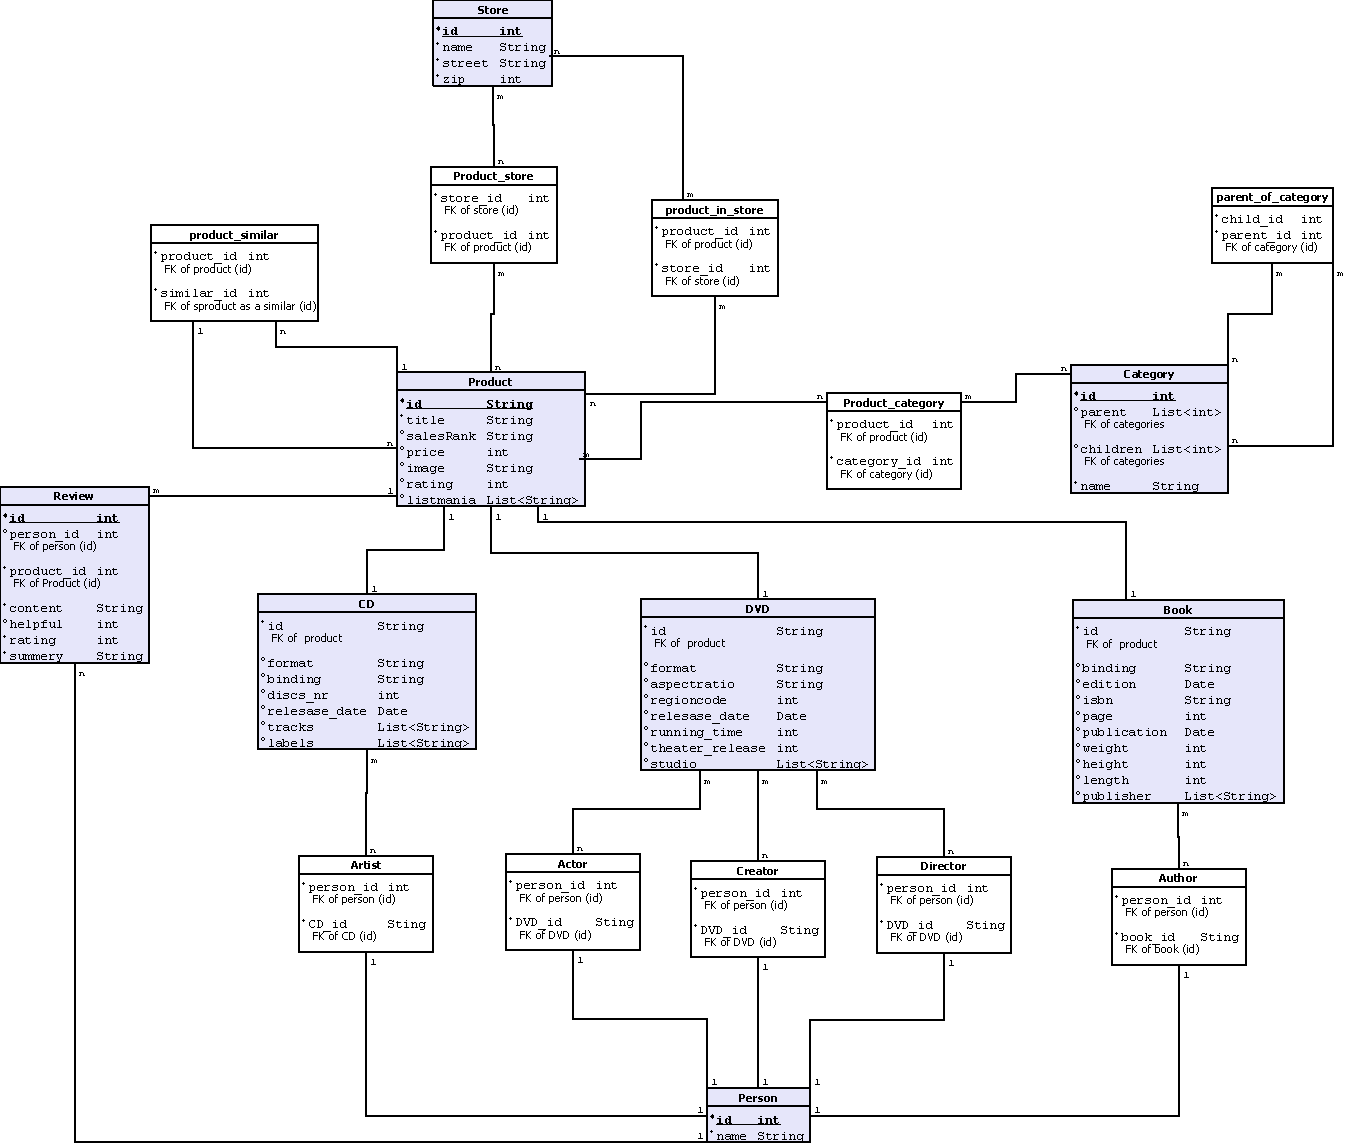 Store
id int
name String
street String
zip int
n
m
n
m
Product_store
store_id int
FK of store (id)
product_id int
FK of product (id)
m
n
product_in_store
product_id int
FK of product (id)
store_id int
FK of store (id)
m
n
parent_of_category
child_id int
parent_id int
FK of category (id)
m
m
n
n
product_similar
product_id int
FK of product (id)
similar_id int
FK of sproduct as a similar (id)
1
n
1
n
Product
id String
title String
salesRank String
price int
image String
rating int
listmania List<String>
m
1
1
1
1
m
Product_category
product_id int
FK of product (id)
category_id int
FK of category (id)
n
m
n
Category
id int
parent List<int>
FK of categories
children List<int>
FK of categories
name String
Review
id int
person_id int
FK of person (id)
product_id int
FK of Product (id)
content String
helpful int
rating int
summery String
n
1
CD
id String
FK of product
format String
binding String
discs_nr int
relesase_date Date
tracks List<String>
labels List<String>
m
1
DVD
id String
FK of product
format String
aspectratio String
regioncode int
relesase_date Date
running_time int
theater_release int
studio List<String>
m
m
m
1
Book
id String
FK of product
binding String
edition Date
isbn String
page int
publication Date
weight int
height int
length int
publisher List<String>
m
n
Artist
person_id int
FK of person (id)
CD_id Sting
FK of CD (id)
1
n
Actor
person_id int
FK of person (id)
DVD_id Sting
FK of DVD (id)
1
n
Creator
person_id int
FK of person (id)
DVD_id Sting
FK of DVD (id)
1
n
Director
person_id int
FK of person (id)
DVD_id Sting
FK of DVD (id)
1
n
Author
person_id int
FK of person (id)
book_id Sting
FK of book (id)
1
1
1
1
1
1
1
Person
id int
name String